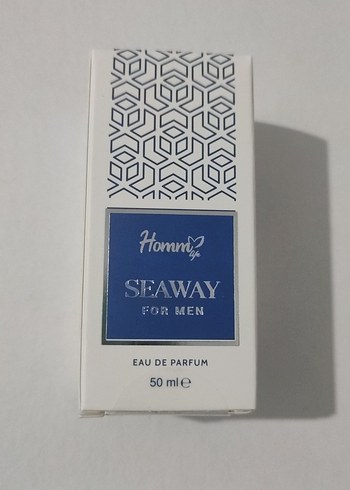 Homm life
SEAWAY
FOR MEN
EAU DE PARFUM
50 ml ℮